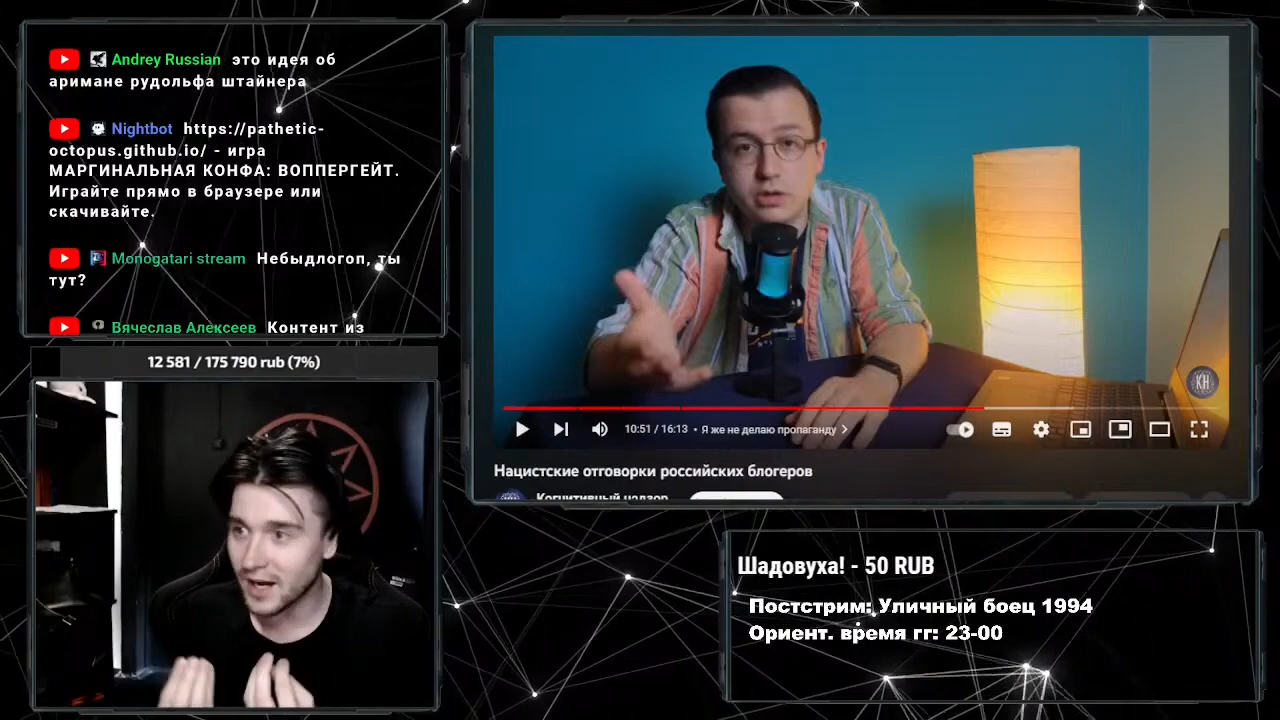 Andrey Russian это идея об
аримане рудольфа штайнера
Nightbot https://pathetic-
octopus.github.io/ - игра
МАРГИНАЛЬНАЯ КОНФА: ВОППЕРГЕЙТ.
Играйте прямо в браузере или
скачивайте.
Monogatari stream Небыдлогоп, ты
тут?
Вячеслав Алексеев Контент из
12 581 / 175 790 rub (7%)
КН
10:51 / 16:13 • Я же не делаю пропаганду
Нацистские отговорки российских блогеров
Когнитивный надзор
Шадовуха! - 50 RUB
Постстрим: Уличный боец 1994
Ориент. время гг: 23-00